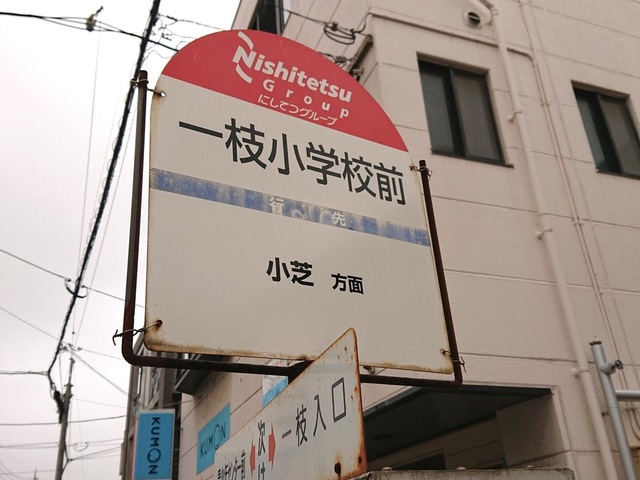 Nishitetsu
Group
にしてつグループ
一枝小学校前
行先
小芝 方面
一枝入口
次は
KUMON
KUMON